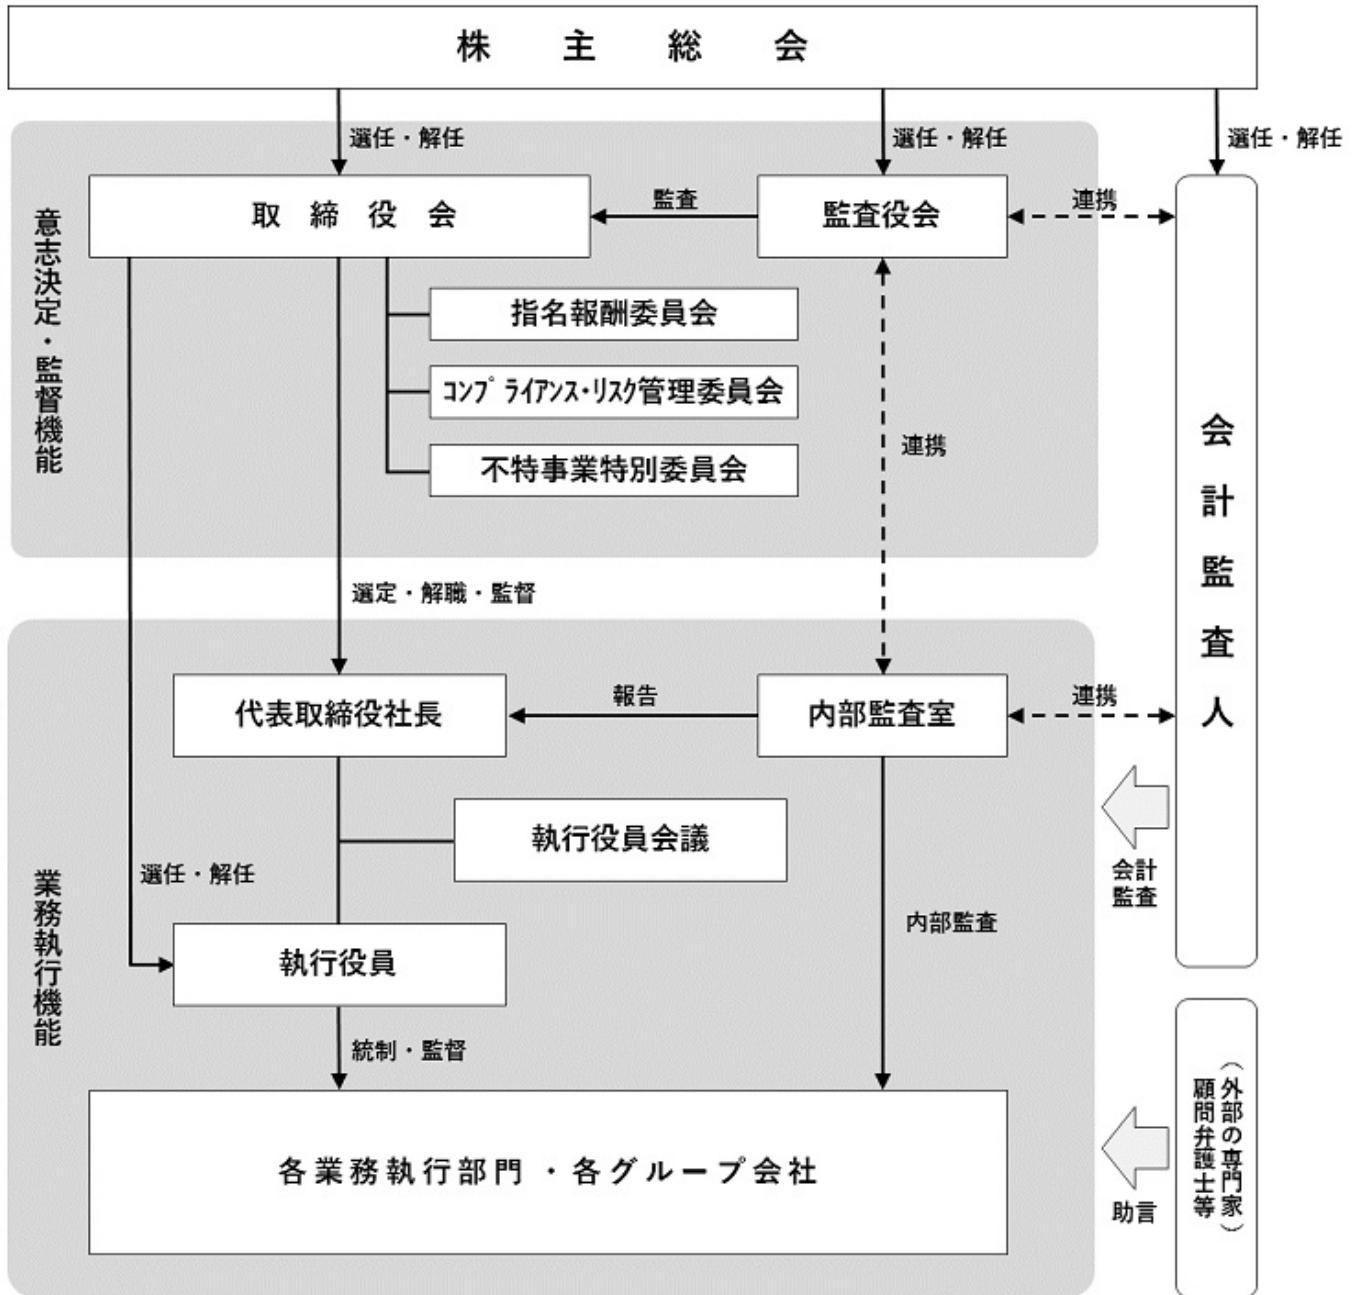 株主総会
選任・解任
選任・解任
選任・解任
意志決定・監督機能
取締役会
監査
監査役会
連携
指名報酬委員会
ｺﾝﾌﾟﾗｲｱﾝｽ・ﾘｽｸ管理委員会
不特事業特別委員会
連携
会計監査人
選定・解職・監督
業務執行機能
代表取締役社長
報告
内部監査室
連携
執行役員会議
会計
監査
選任・解任
執行役員
内部監査
統制・監督
各業務執行部門・各グループ会社
助言
（外部の専門家）
顧問弁護士等